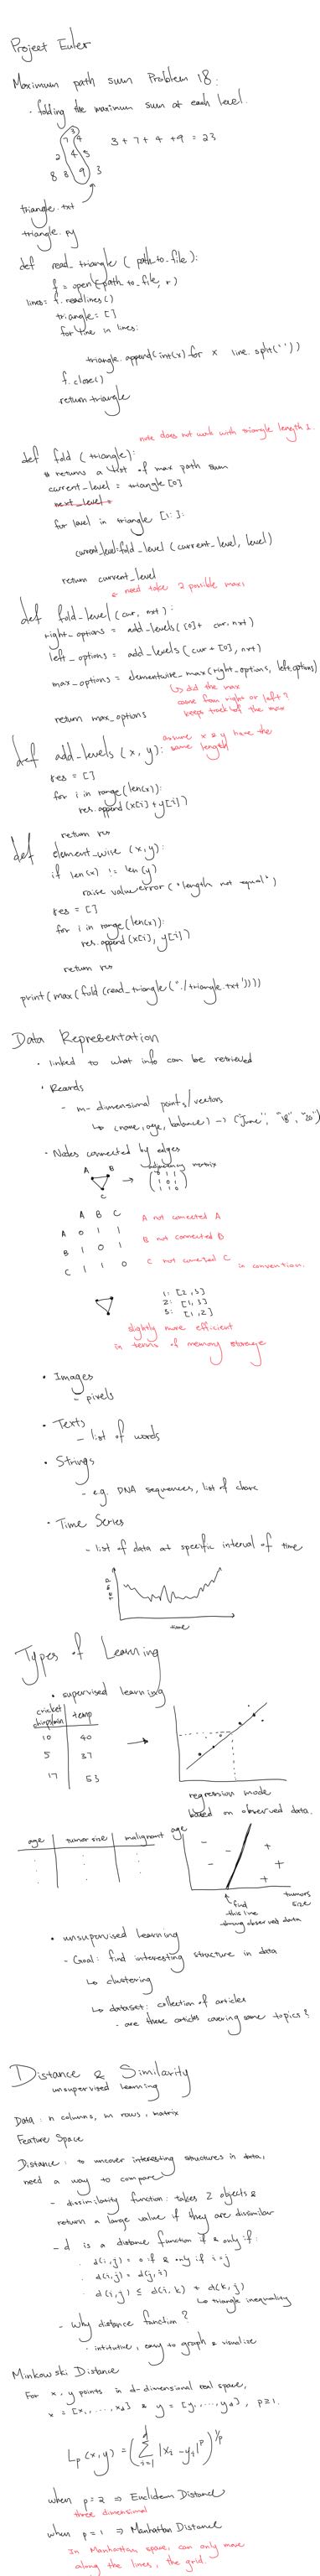 Project Euler
Maximum path sum Problem 18:
- folding the maximum sum at each level.
3
7 4
2 4 5
8 8 9 3
3 + 7 + 4 + 9 = 23
triangle.txt
triangle.py
def read_triangle (path_to_file):
f = open (path_to_file, r)
lines = f.readlines()
triangle = []
for line in lines:
triangle.append(int(x) for x line.split(' '))
f.close()
return triangle
note does not work with triangle length 1.
def fold (triangle):
# returns a list of max path sum
current_level = triangle [0]
next_level =
for level in triangle [1:]:
current_level = fold_level (current_level, level)
return current_level
need take 2 possible maxs
def fold_level (cur, nxt):
right_options = add_levels ([0] + cur, nxt)
left_options = add_levels (cur + [0], nxt)
max_options = elementwise_max(right_options, left_options)
↳ did the max
come from right or left?
keeps track of the max
return max_options
assume x & y have the
same length
def add_levels (x, y):
res = []
for i in range (len(x)):
res.append (x[i] + y[i])
return res
def element_wise (x,y):
if len(x) != len(y)
raise valueerror ("length not equal")
res = []
for i in range (len(x)):
res.append (x[i], y[i])
return res
print(max(fold(read_triangle("./triangle.txt'))))
Data Representation
• linked to what info can be retrieved
• Records
- m-dimensional points/vectors
↳ (name, age, balance) -> ("June", "18", "20")
• Nodes connected by edges
A B
C
→
adjacency matrix
0 1 1
1 0 1
1 1 0
A B C
A 0 1 1
B 1 0 1
C 1 1 0
A not connected A
B not connected B
C not connected C
in convention.
1: [2,3]
2: [1,3]
3: [1,2]
slightly more efficient
in terms of memory storage
• Images
- pixels
• Texts
- list of words
• Strings
- e.g. DNA sequences, list of chars
• Time Series
- list of data at specific interval of time
time
Types of Learning
• supervised learning
cricket
chirps/min temp
10 40
5 37
17 53
regression mode
based on observed data.
age tumor size malignant
age
tumors
size
find
this line
through observed data
• unsupervised learning
- Goal: find interesting structure in data
↳ clustering
↳ dataset: collection of articles
- are these articles covering same topics?
Distance & Similarity
unsupervised learning
Data: n columns, m rows, matrix
Feature Space
Distance: to uncover interesting structures in data,
need a way to compare
- dissimilarity function: takes 2 objects &
return a large value if they are dissimilar
- d is a distance function if & only if:
· d(i,j) = 0 if & only if i=j
· d(i,j) = d(j,i)
· d(i,j) ≤ d(i,k) + d(k,j)
↳ triangle inequality
- Why distance function?
· intuitive, easy to graph & visualize
Minkowski Distance
For x, y points in d-dimensional real space,
x = [x₁,...,x_d] & y = [y₁,...,y_d], p≥1.
L_p (x,y) = (∑_{i=1}^{d} |x_i - y_i|^p)^{1/p}
when p=2 ⇒ Euclidean Distance
three dimensional
when p=1 ⇒ Manhattan Distance
In Manhattan space, can only move
along the lines, the grid.